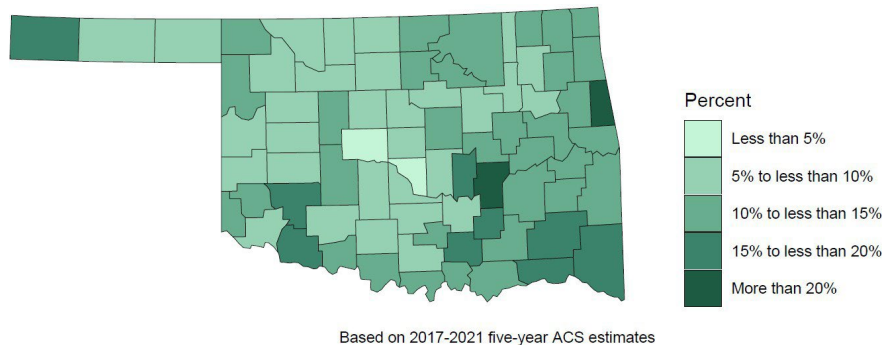 Percent
Less than 5%
5% to less than 10%
10% to less than 15%
15% to less than 20%
More than 20%
Based on 2017-2021 five-year ACS estimates